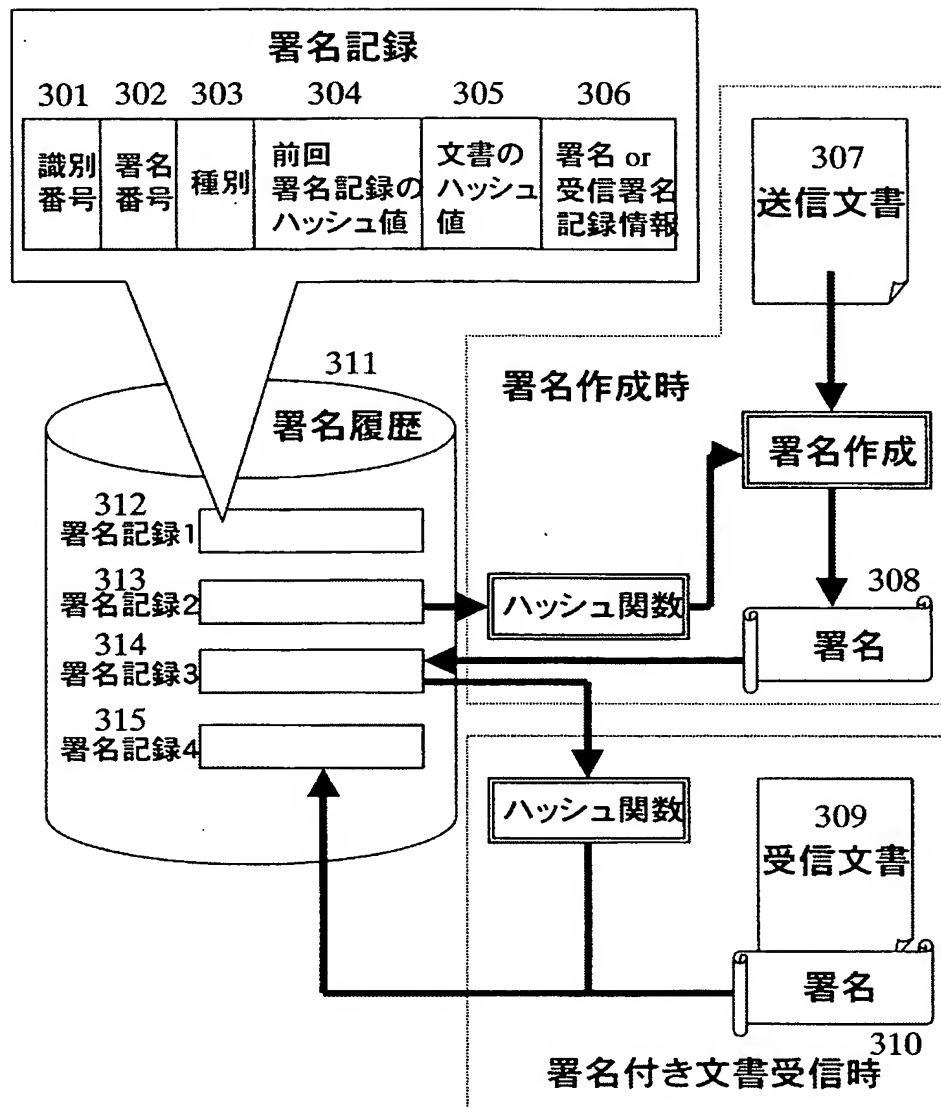 署名記録
301 302 303 304 305 306
識別
番号
署名
番号
種別
前回
署名記録の
ハッシュ値
文書の
ハッシュ
値
署名 or
受信署名
記録情報
307
送信文書
311
署名履歴
署名作成時
署名作成
312
署名記録1
313
署名記録2
ハッシュ関数
308
署名
314
署名記録3
315
署名記録4
ハッシュ関数
309
受信文書
署名
310
署名付き文書受信時